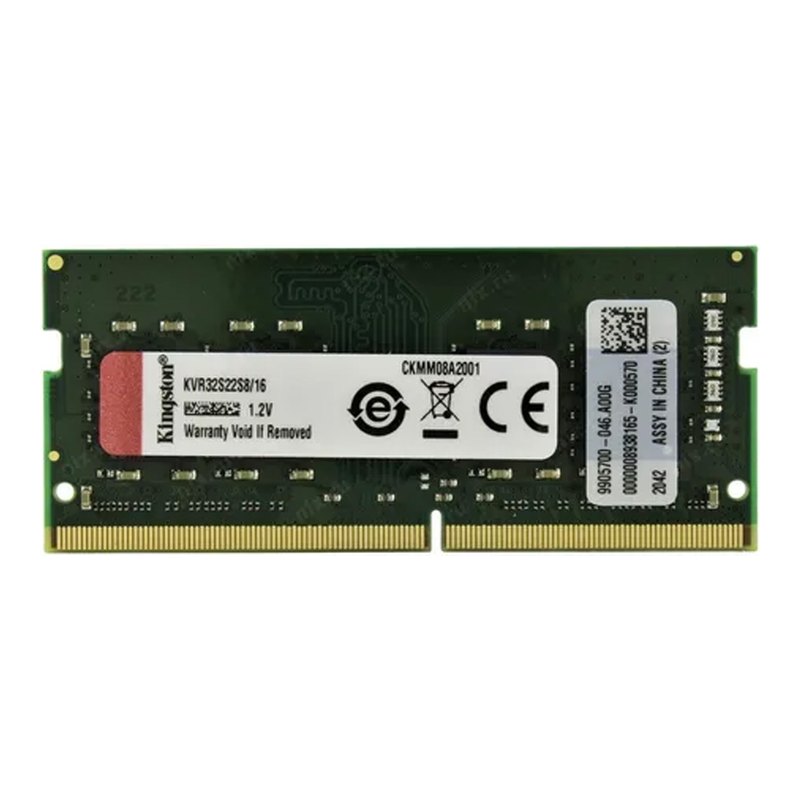 222
Kingston®
KVR32S22S8/16
1.2V
Warranty Void If Removed
CKMM08A2001
CE
9905700-046.A00G
0000008938165-K000570
2042 ASSY IN CHINA (2)